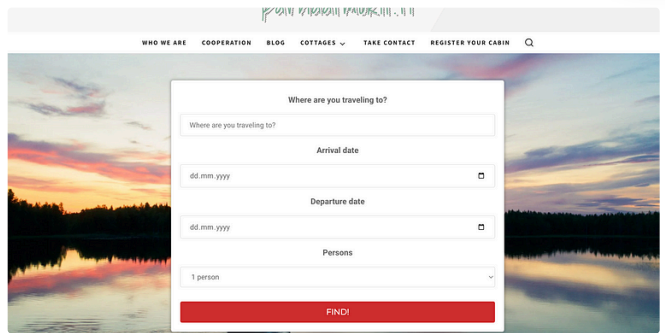 WHO WE ARE COOPERATION BLOG COTTAGES TAKE CONTACT REGISTER YOUR CABIN
Where are you traveling to?
Where are you traveling to?
Arrival date
dd.mm.yyyy
Departure date
dd.mm.yyyy
Persons
1 person
FIND!